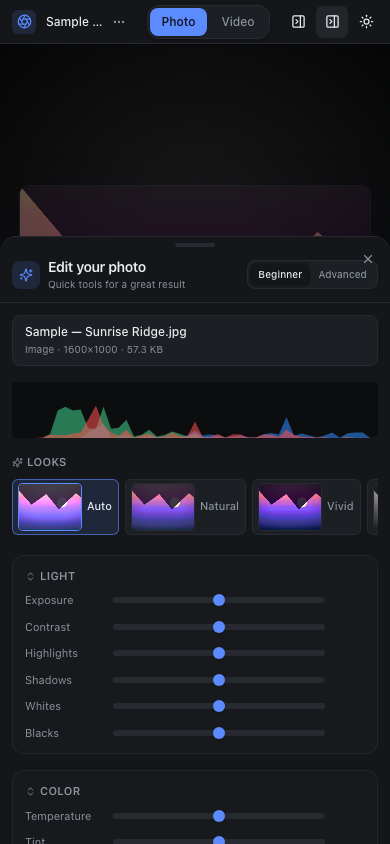 Sample ...
Photo
Video
Edit your photo
Quick tools for a great result
Beginner
Advanced
Sample — Sunrise Ridge.jpg
Image · 1600×1000 · 57.3 KB
LOOKS
Auto
Natural
Vivid
LIGHT
Exposure
Contrast
Highlights
Shadows
Whites
Blacks
COLOR
Temperature
Tint